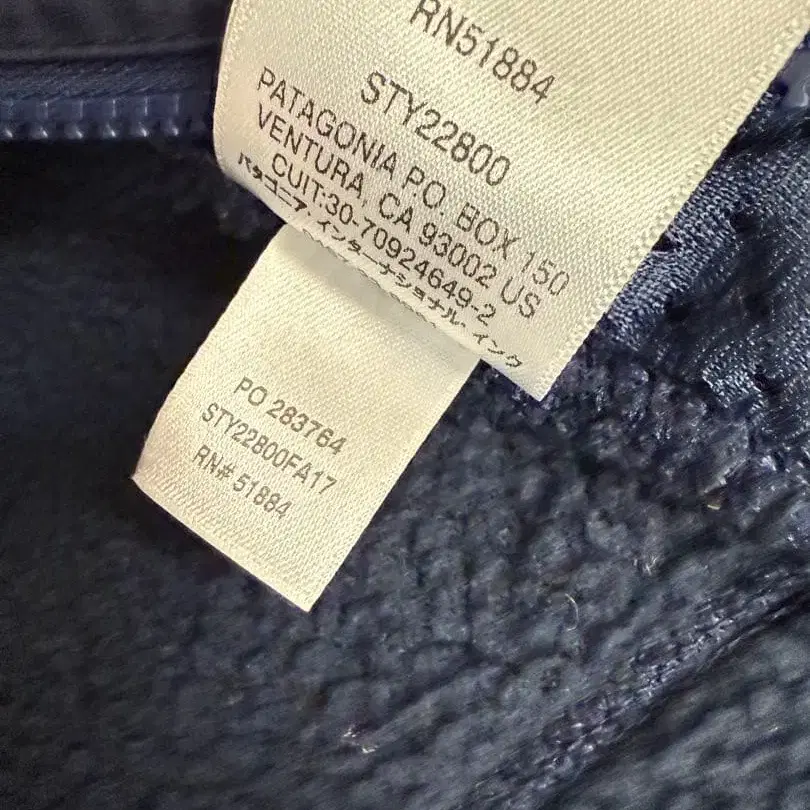 RN51884
STY22800
PATAGONIA P.O. BOX 150
VENTURA, CA 93002 US
CUIT:30-70924649-2
パタゴニア・インターナショナル・インク
PO 283764
STY22800FA17
RN# 51884